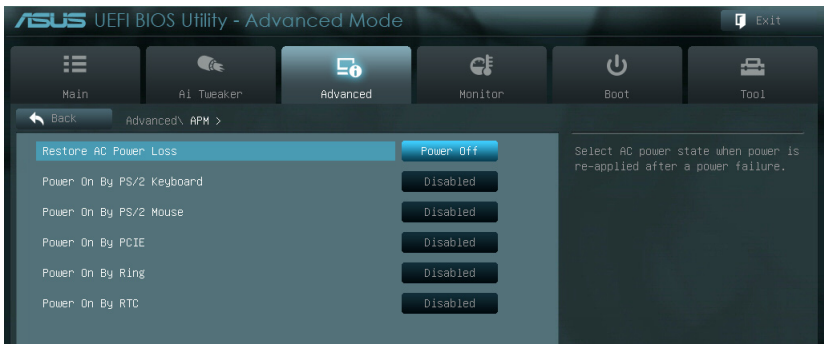 ASUS UEFI BIOS Utility - Advanced Mode
Exit
Main
Ai Tweaker
Advanced
Monitor
Boot
Tool
Back
Advanced\ APM >
Restore AC Power Loss
Power Off
Select AC power state when power is
re-applied after a power failure.
Power On By PS/2 Keyboard
Disabled
Power On By PS/2 Mouse
Disabled
Power On By PCIE
Disabled
Power On By Ring
Disabled
Power On By RTC
Disabled